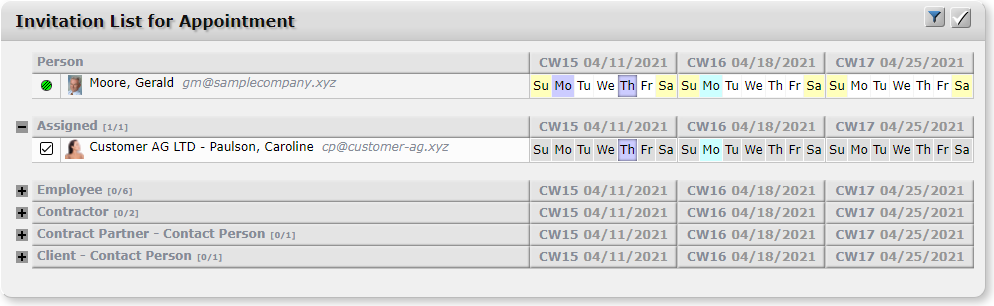 Invitation List for Appointment
Person CW15 04/11/2021 CW16 04/18/2021 CW17 04/25/2021
Moore, Gerald gm@samplecompany.xyz Su Mo Tu We Th Fr Sa Su Mo Tu We Th Fr Sa Su Mo Tu We Th Fr Sa
Assigned [1/1] CW15 04/11/2021 CW16 04/18/2021 CW17 04/25/2021
Customer AG LTD - Paulson, Caroline cp@customer-ag.xyz Su Mo Tu We Th Fr Sa Su Mo Tu We Th Fr Sa Su Mo Tu We Th Fr Sa
Employee [0/6] CW15 04/11/2021 CW16 04/18/2021 CW17 04/25/2021
Contractor [0/2] CW15 04/11/2021 CW16 04/18/2021 CW17 04/25/2021
Contract Partner - Contact Person [0/1] CW15 04/11/2021 CW16 04/18/2021 CW17 04/25/2021
Client - Contact Person [0/1] CW15 04/11/2021 CW16 04/18/2021 CW17 04/25/2021